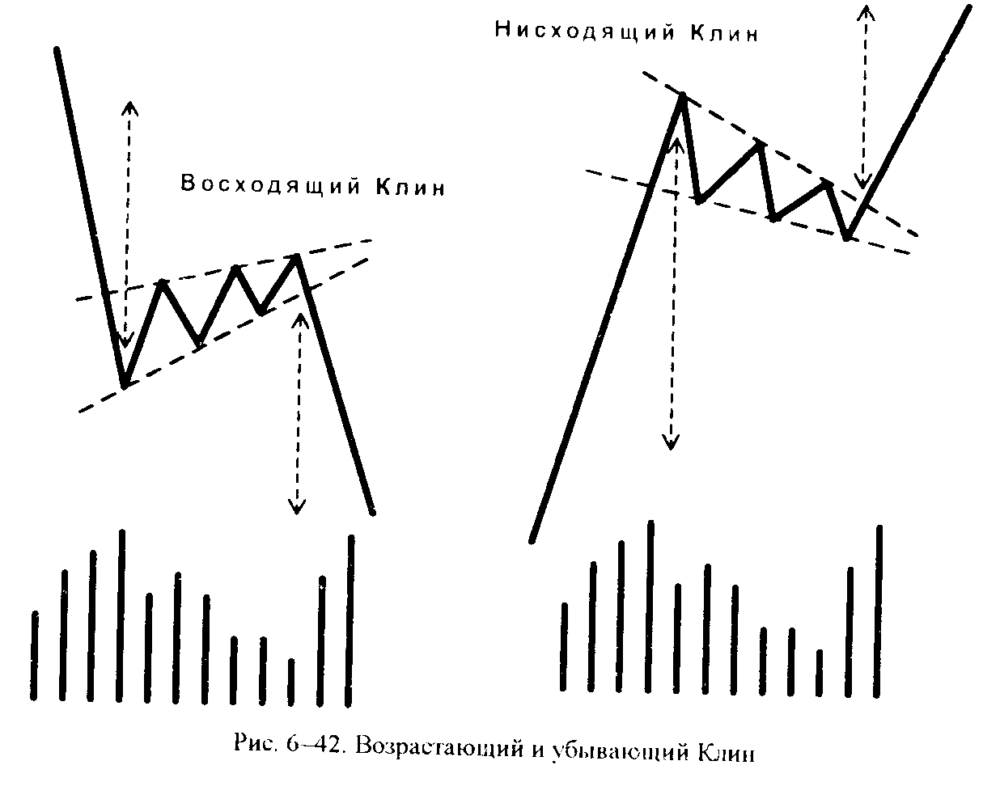 Нисходящий Клин
Восходящий Клин
Рис. 6–42. Возрастающий и убывающий Клин